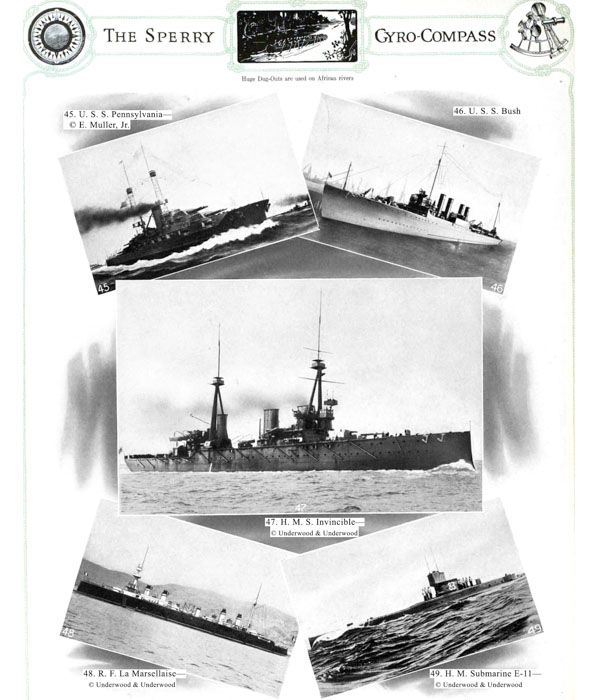 THE SPERRY
GYRO-COMPASS
Huge Dug-Outs are used on African rivers
45. U. S. S. Pennsylvania—
© E. Muller, Jr.
46. U. S. S. Bush
45
46
47
47. H. M. S. Invincible—
© Underwood & Underwood
48
49
48. R. F. La Marsellaise—
© Underwood & Underwood
49. H. M. Submarine E-11—
© Underwood & Underwood